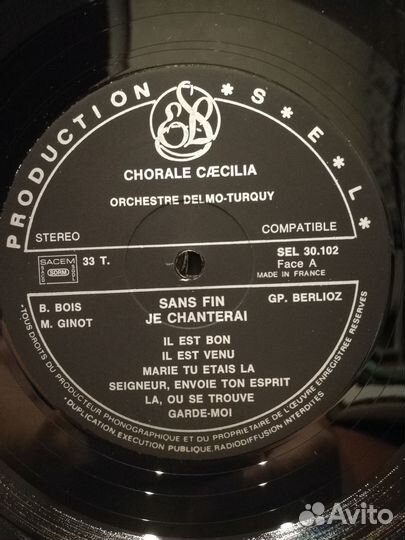 PRODUCTION * S * E * L *
SEL
CHORALE CÆCILIA
ORCHESTRE DELMO-TURQUY
STEREO
COMPATIBLE
SACEM
SDRM
33 T.
SEL 30.102
Face A
MADE IN FRANCE
B. BOIS
M. GINOT
SANS FIN
JE CHANTERAI
GP. BERLIOZ
IL EST BON
IL EST VENU
MARIE TU ETAIS LA
SEIGNEUR, ENVOIE TON ESPRIT
LA, OU SE TROUVE
GARDE-MOI
• TOUS DROITS DU PRODUCTEUR PHONOGRAPHIQUE ET DU PROPRIETAIRE DE L'ŒUVRE ENREGISTREE RESERVES
• DUPLICATION, EXECUTION PUBLIQUE, RADIODIFFUSION INTERDITES •
Avito